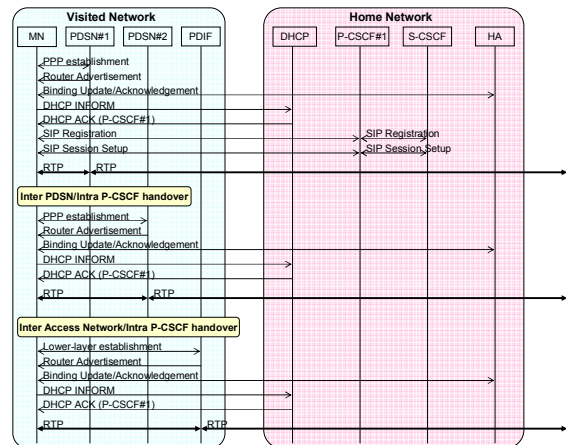 Visited Network
Home Network
MN PDSN#1 PDSN#2 PDIF DHCP P-CSCF#1 S-CSCF HA
PPP establishment
Router Advertisement
Binding Update/Acknowledgement
DHCP INFORM
DHCP ACK (P-CSCF#1)
SIP Registration SIP Registration
SIP Session Setup SIP Session Setup
RTP RTP
Inter PDSN/Intra P-CSCF handover
PPP establishment
Router Advertisement
Binding Update/Acknowledgement
DHCP INFORM
DHCP ACK (P-CSCF#1)
RTP RTP
Inter Access Network/Intra P-CSCF handover
Lower-layer establishment
Router Advertisement
Binding Update/Acknowledgement
DHCP INFORM
DHCP ACK (P-CSCF#1)
RTP RTP